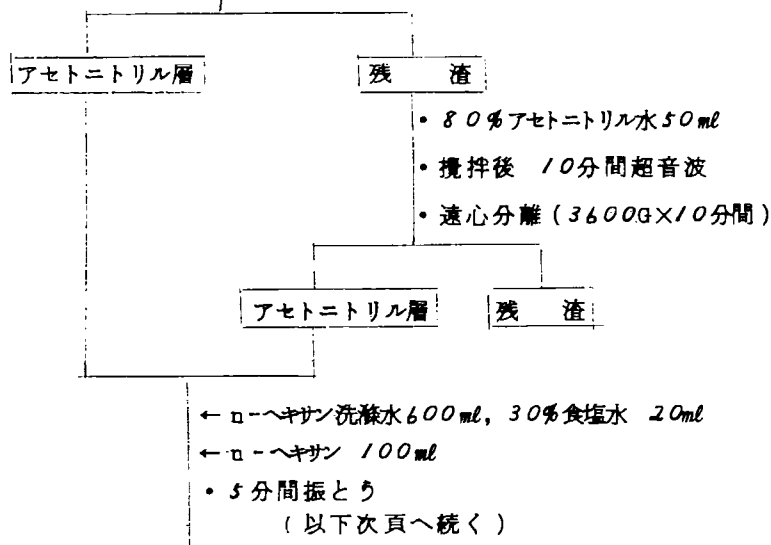 アセトニトリル層 残 渣
・80%アセトニトリル水50ml
・攪拌後 10分間超音波
・遠心分離(3600G×10分間)
アセトニトリル層 残 渣
← n-ヘキサン洗滌水600ml, 30%食塩水 20ml
← n-ヘキサン 100ml
・5分間振とう
(以下次頁へ続く)